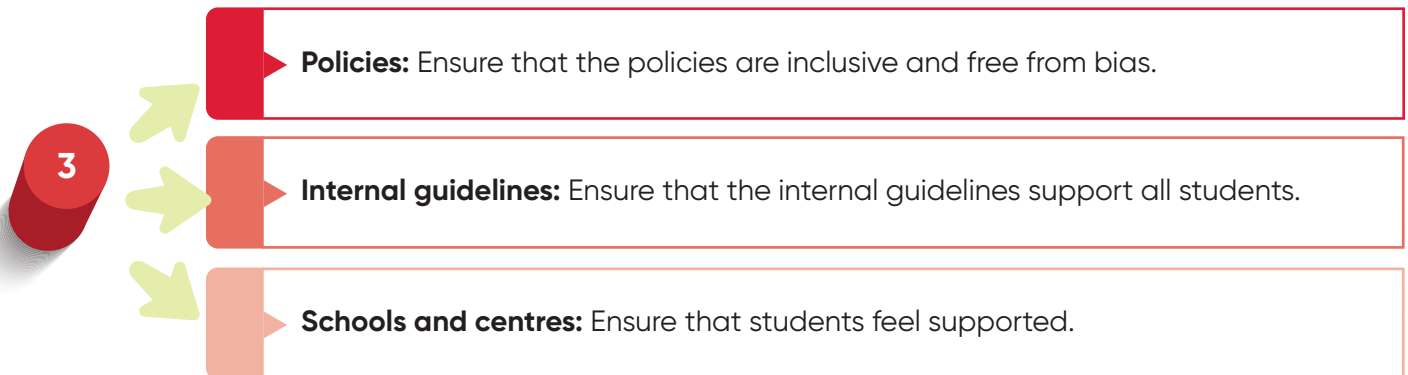 Policies: Ensure that the policies are inclusive and free from bias.
3
Internal guidelines: Ensure that the internal guidelines support all students.
Schools and centres: Ensure that students feel supported.